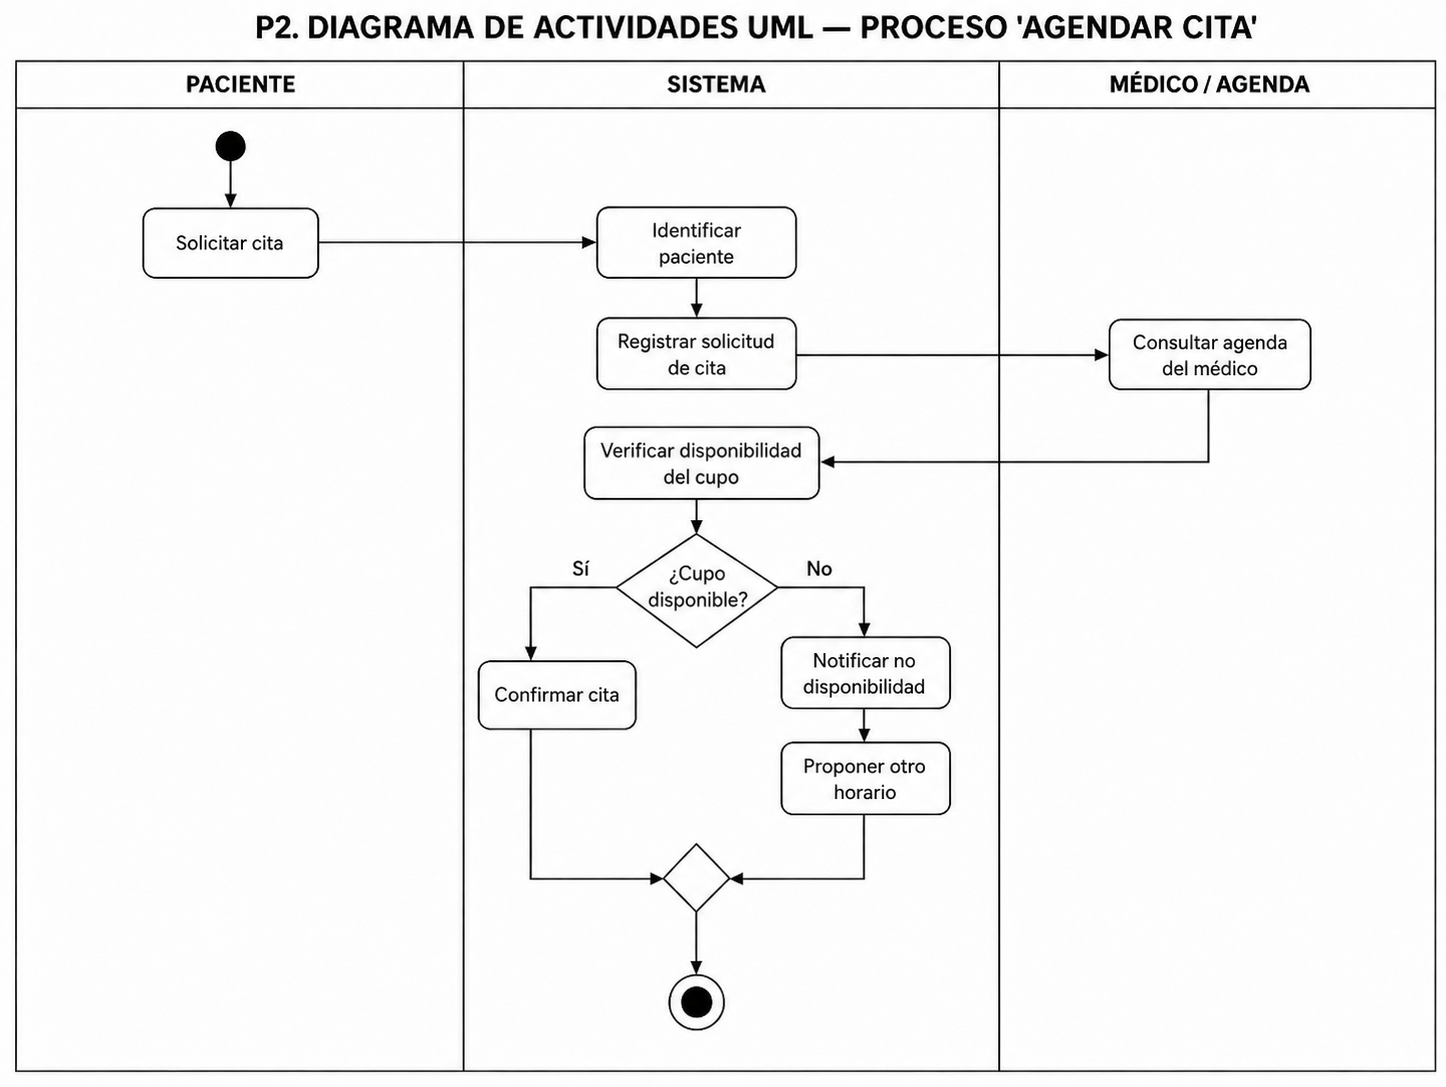 P2. DIAGRAMA DE ACTIVIDADES UML — PROCESO 'AGENDAR CITA'
PACIENTE
SISTEMA
MÉDICO / AGENDA
Solicitar cita
Identificar
paciente
Registrar solicitud
de cita
Consultar agenda
del médico
Verificar disponibilidad
del cupo
¿Cupo
disponible?
Sí
No
Confirmar cita
Notificar no
disponibilidad
Proponer otro
horario